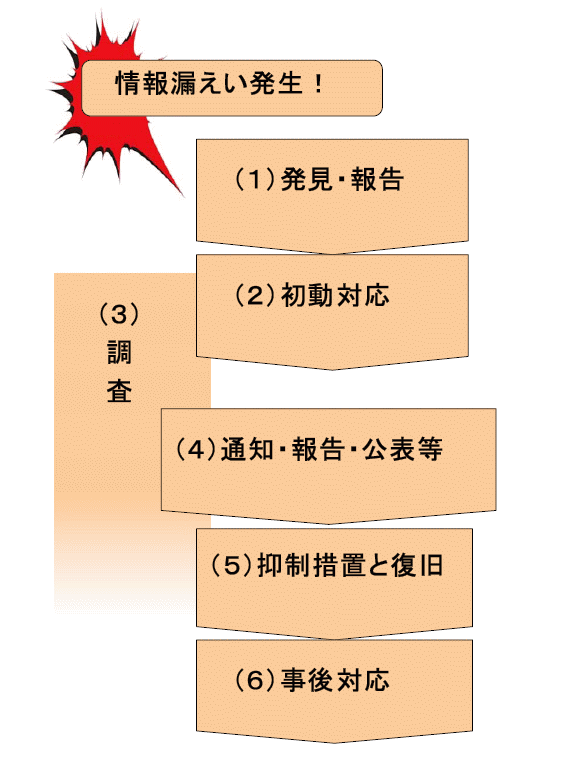 情報漏えい発生！
（1）発見・報告
（2）初動対応
（3）
調
査
（4）通知・報告・公表等
（5）抑制措置と復旧
（6）事後対応